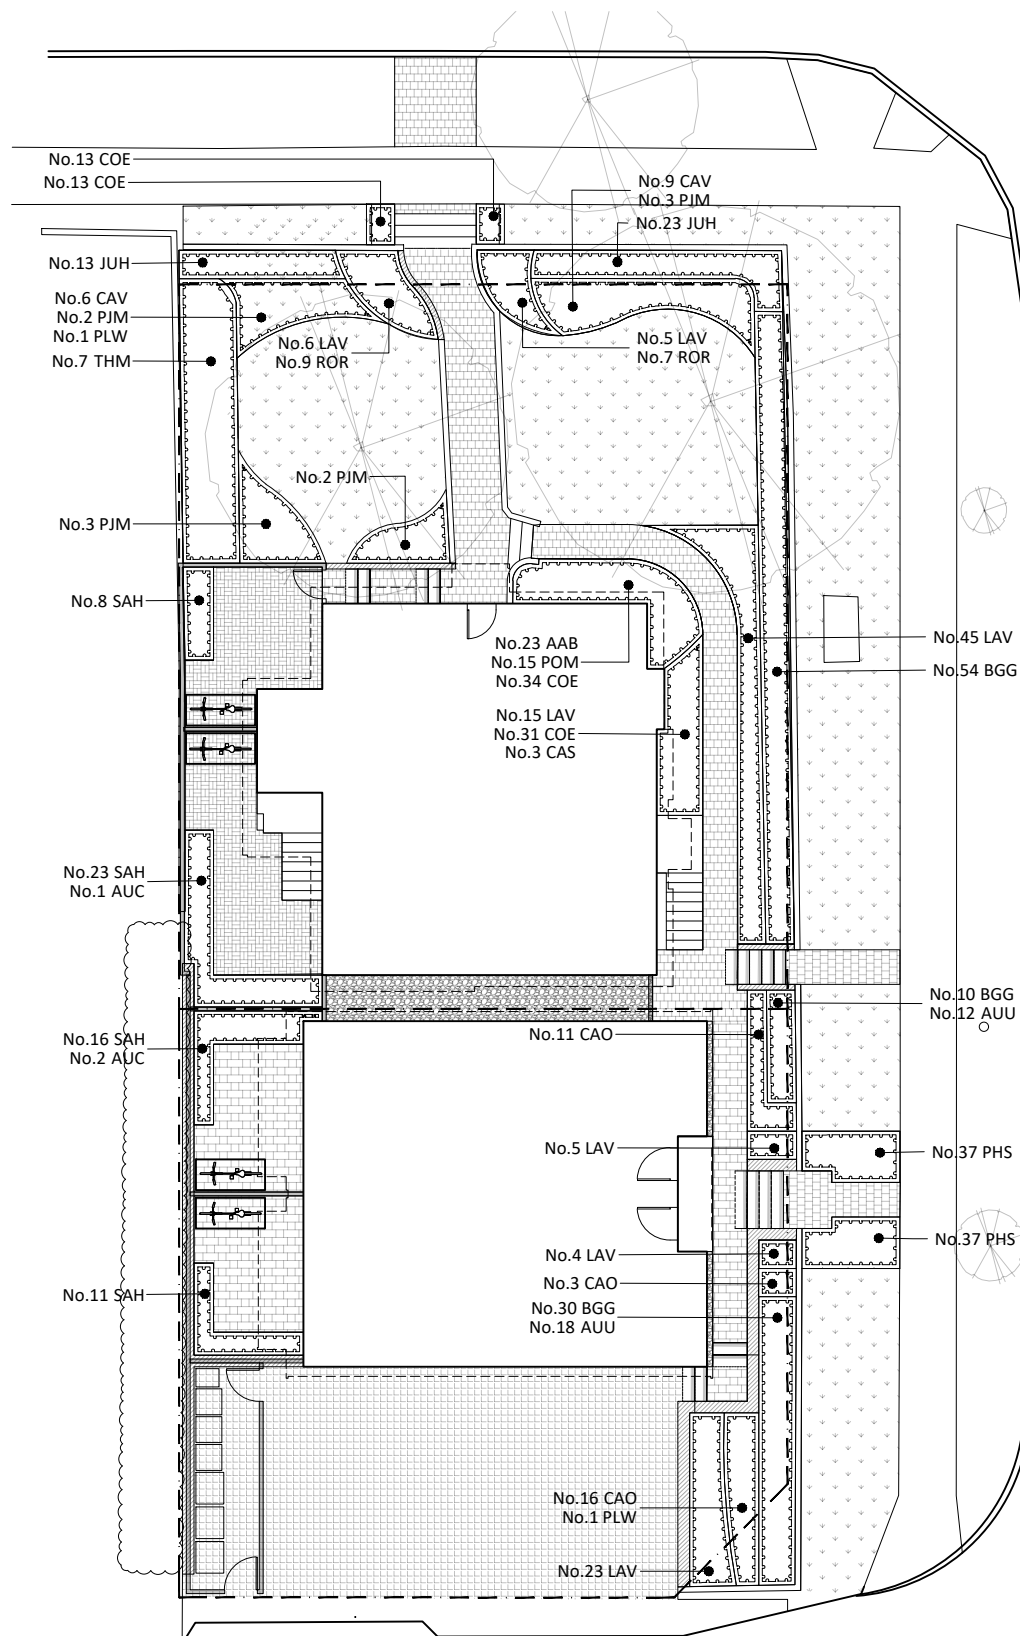 No.13 COE
No.13 COE
No.9 CAV
No.3 PJM
No.23 JUH
No.13 JUH
No.6 CAV
No.2 PJM
No.1 PLW
No.7 THM
No.6 LAV
No.9 ROR
No.5 LAV
No.7 ROR
No.2 PJM
No.3 PJM
No.8 SAH
No.23 AAB
No.15 POM
No.34 COE
No.45 LAV
No.54 BGG
No.15 LAV
No.31 COE
No.3 CAS
No.23 SAH
No.1 AUC
No.10 BGG
No.12 AUU
No.16 SAH
No.2 AUC
No.11 CAO
No.5 LAV
No.37 PHS
No.37 PHS
No.4 LAV
No.3 CAO
No.11 SAH
No.30 BGG
No.18 AUU
No.16 CAO
No.1 PLW
No.23 LAV